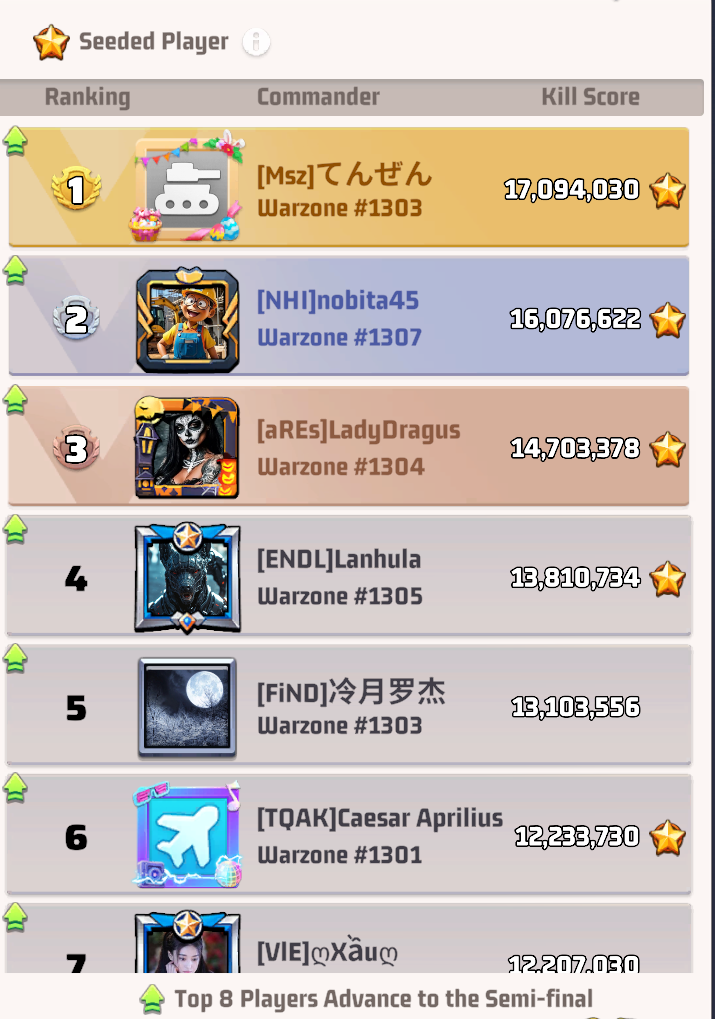 Seeded Player
Ranking Commander Kill Score
1 [Msz]てんぜん 17,094,030
Warzone #1303
2 [NHI]nobita45 16,076,622
Warzone #1307
3 [aREs]LadyDragus 14,703,378
Warzone #1304
4 [ENDL]Lanhula 13,810,734
Warzone #1305
5 [FiND]冷月罗杰 13,103,556
Warzone #1303
6 [TQAK]Caesar Aprilius 12,233,730
Warzone #1301
7 [VlE]ღXầuღ 12,207,030
Top 8 Players Advance to the Semi-final